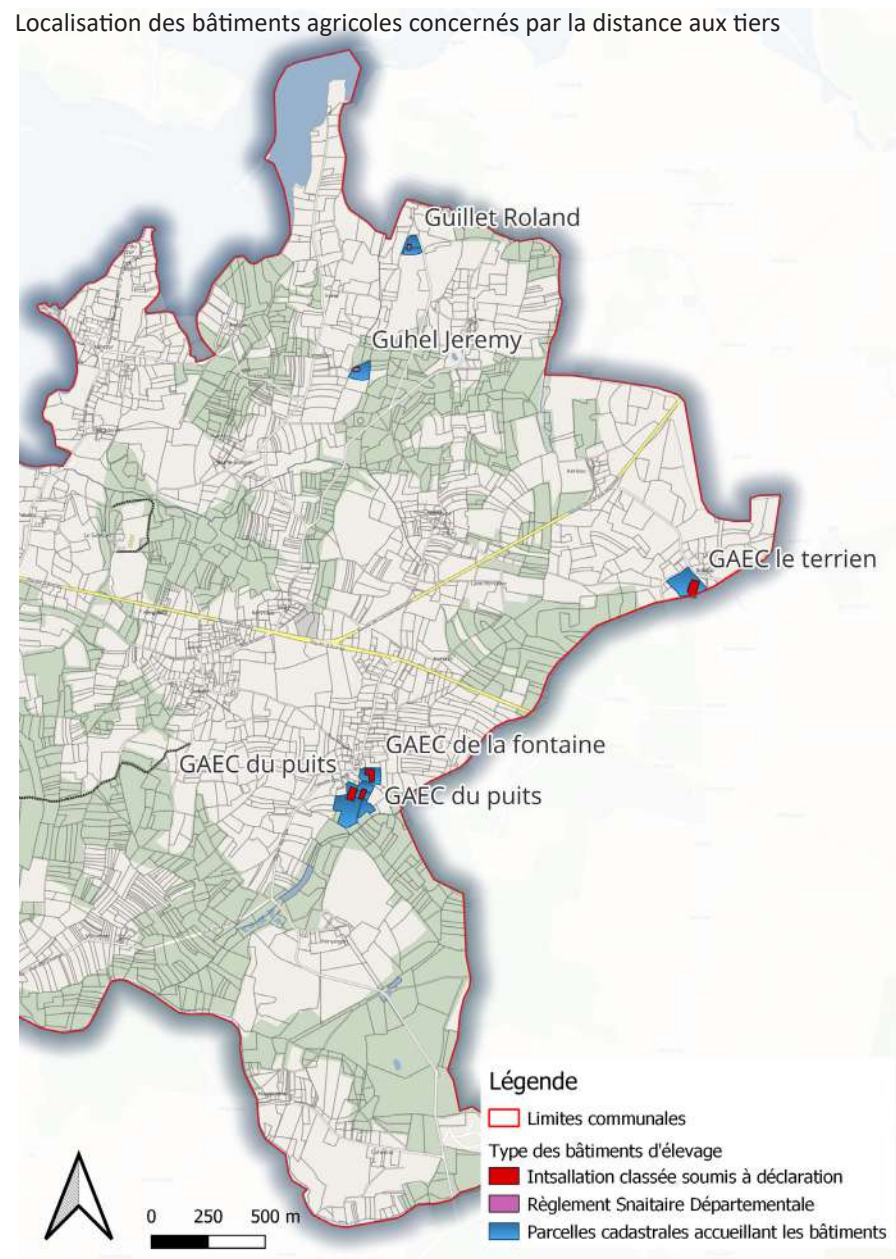 Localisation des bâtiments agricoles concernés par la distance aux tiers
Guillet Roland
Guhel Jeremy
GAEC le terrien
GAEC de la fontaine
GAEC du puits
GAEC du puits
Légende
Limites communales
Type des bâtiments d'élevage
Intsallation classée soumis à déclaration
Règlement Snaitaire Départementale
Parcelles cadastrales accueillant les bâtiments
0 250 500 m